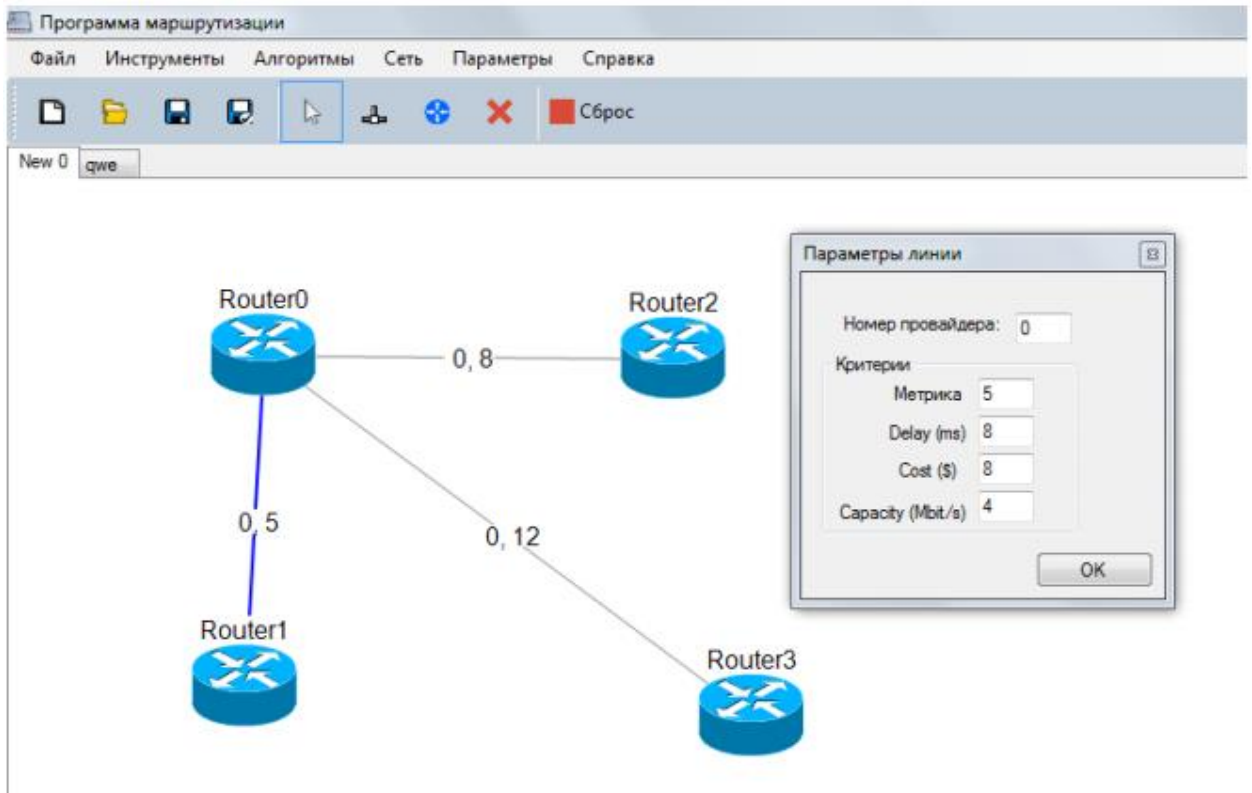 Программа маршрутизации
Файл Инструменты Алгоритмы Сеть Параметры Справка
Сброс
New 0 qwe
Router0
Router2
0, 8
0, 5
0, 12
Router1
Router3
Параметры линии
Номер провайдера: 0
Критерии
Метрика 5
Delay (ms) 8
Cost ($) 8
Capacity (Mbit/s) 4
OK